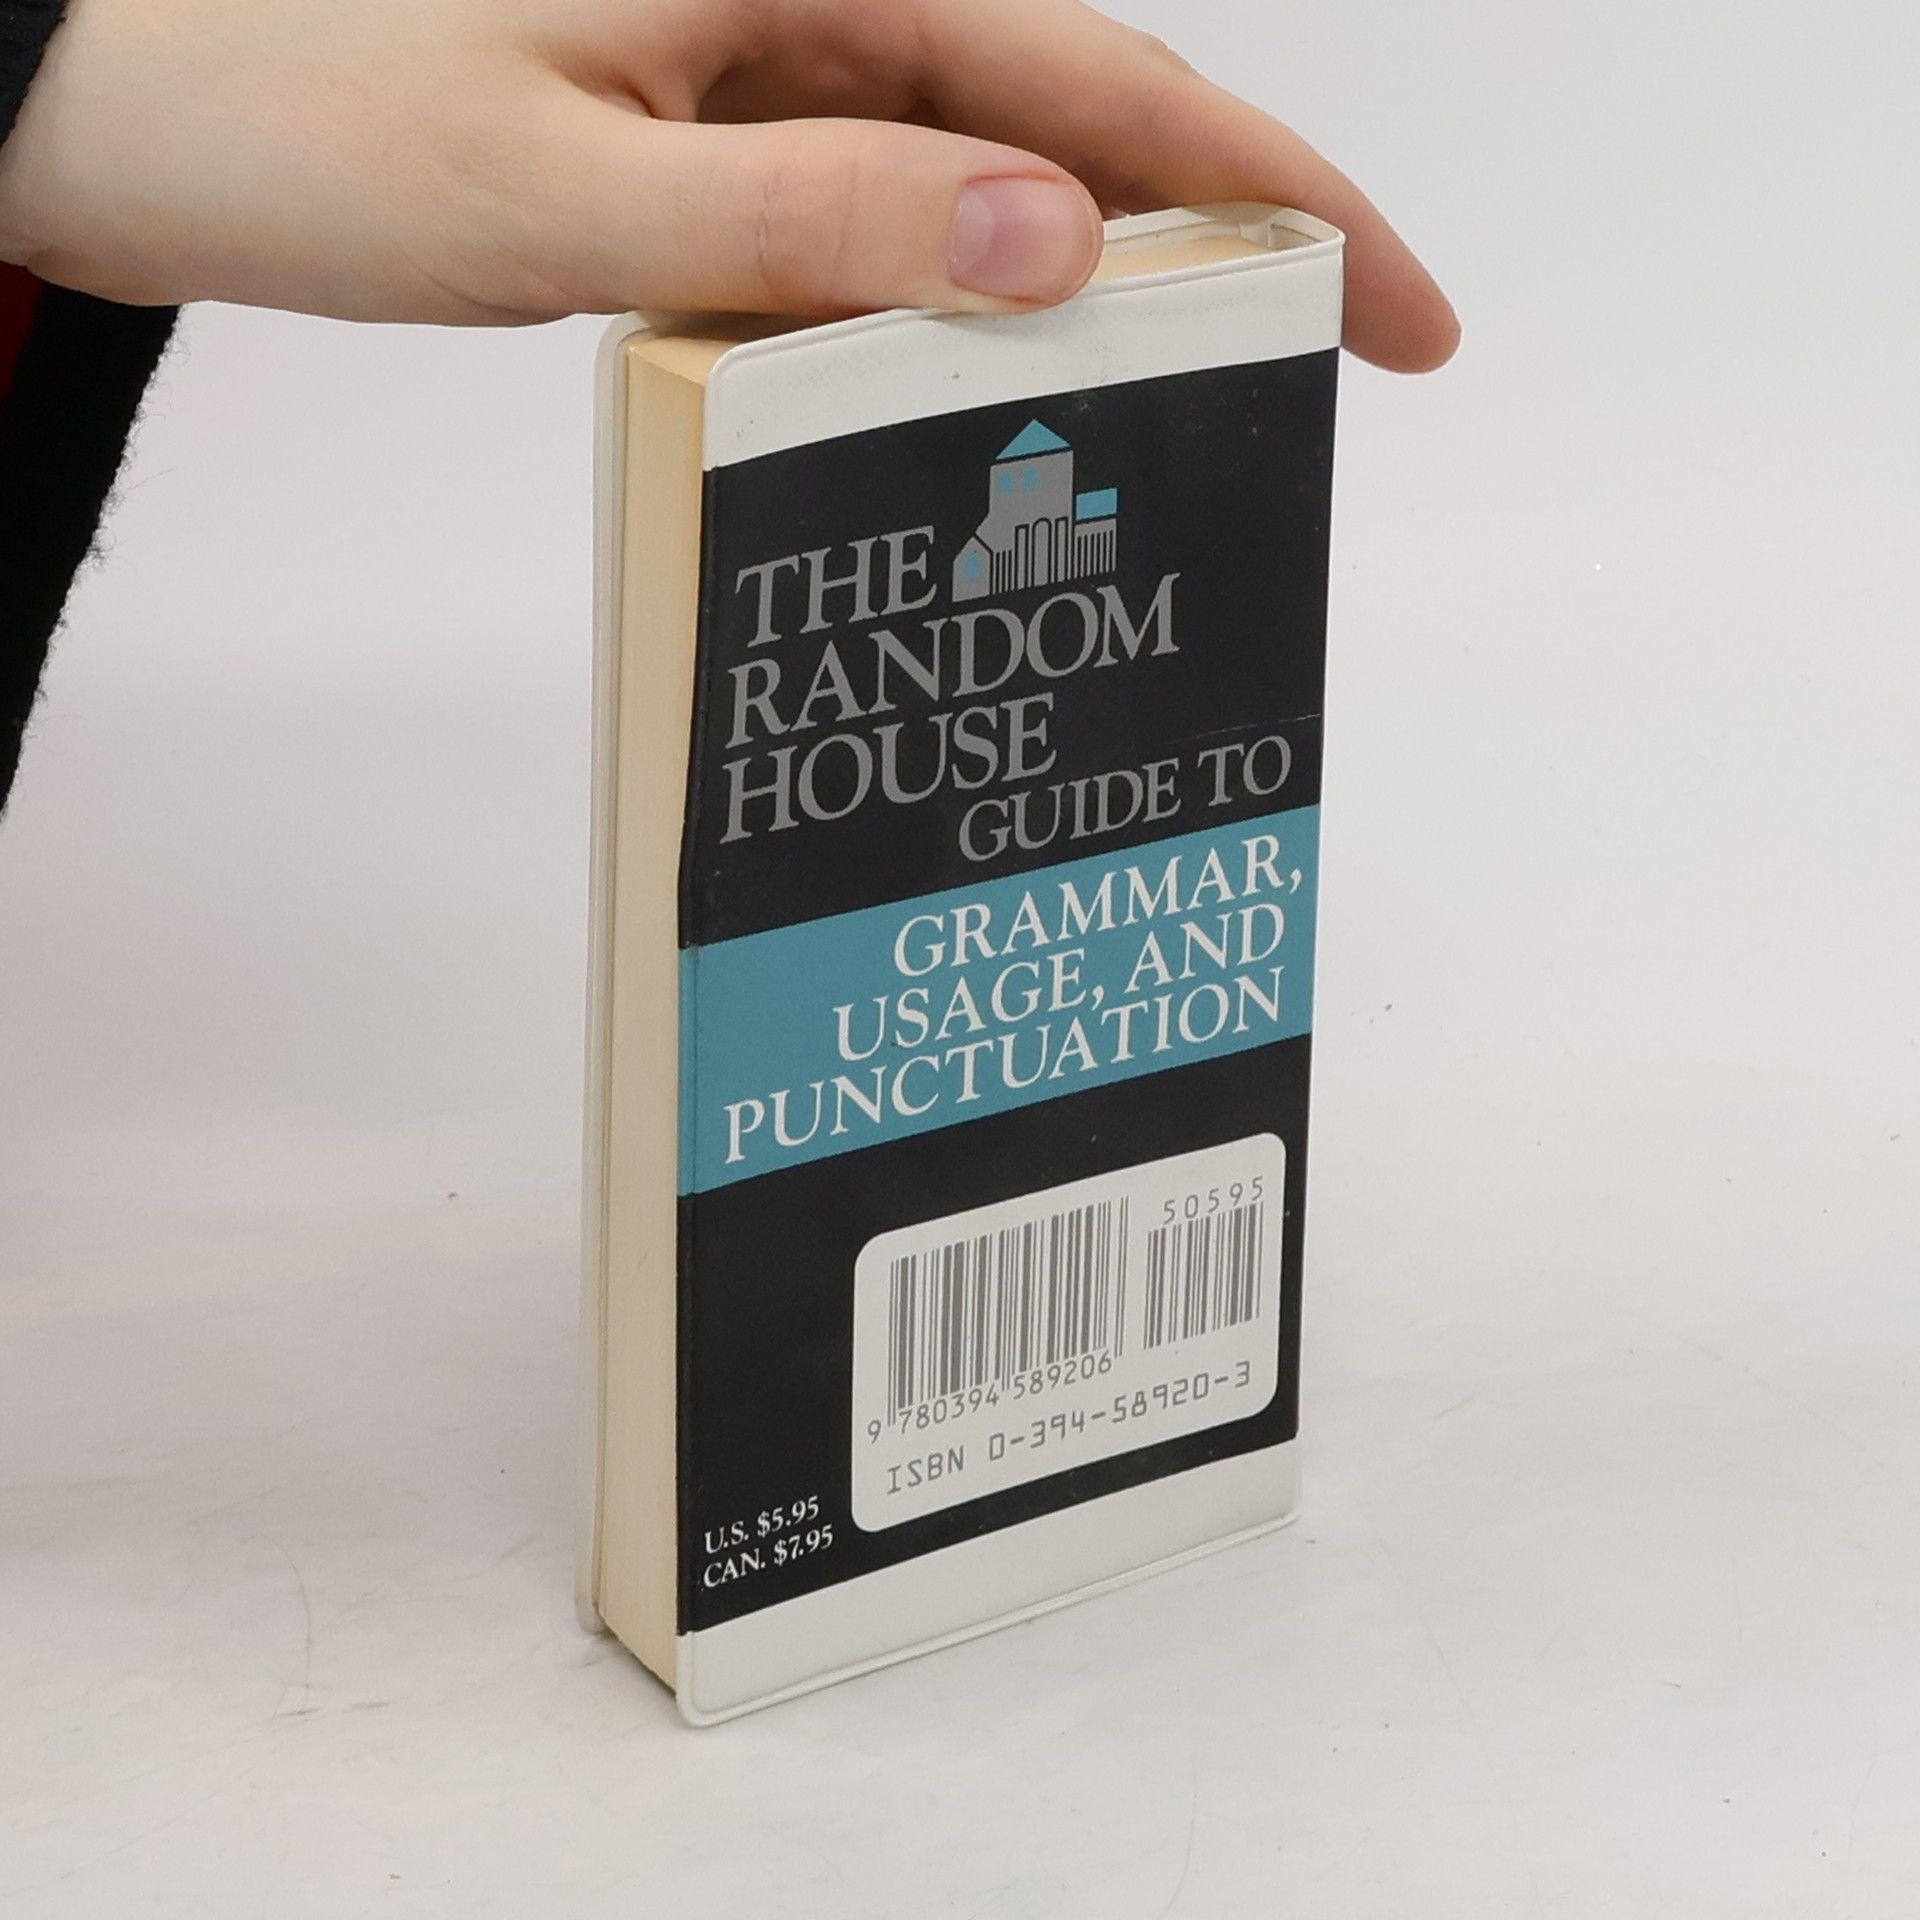 THE
RANDOM
HOUSE
GUIDE TO
GRAMMAR,
USAGE, AND
PUNCTUATION
50595
9 780394 589206
ISBN 0-394-58920-3
U.S. $5.95
CAN. $7.95